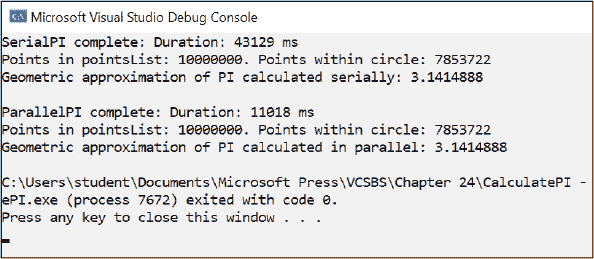 Microsoft Visual Studio Debug Console
SerialPI complete: Duration: 43129 ms
Points in pointsList: 10000000. Points within circle: 7853722
Geometric approximation of PI calculated serially: 3.1414888
ParallelPI complete: Duration: 11018 ms
Points in pointsList: 10000000. Points within circle: 7853722
Geometric approximation of PI calculated in parallel: 3.1414888
C:\Users\student\Documents\Microsoft Press\VCSBS\Chapter 24\CalculatePI -
ePI.exe (process 7672) exited with code 0.
Press any key to close this window . . .